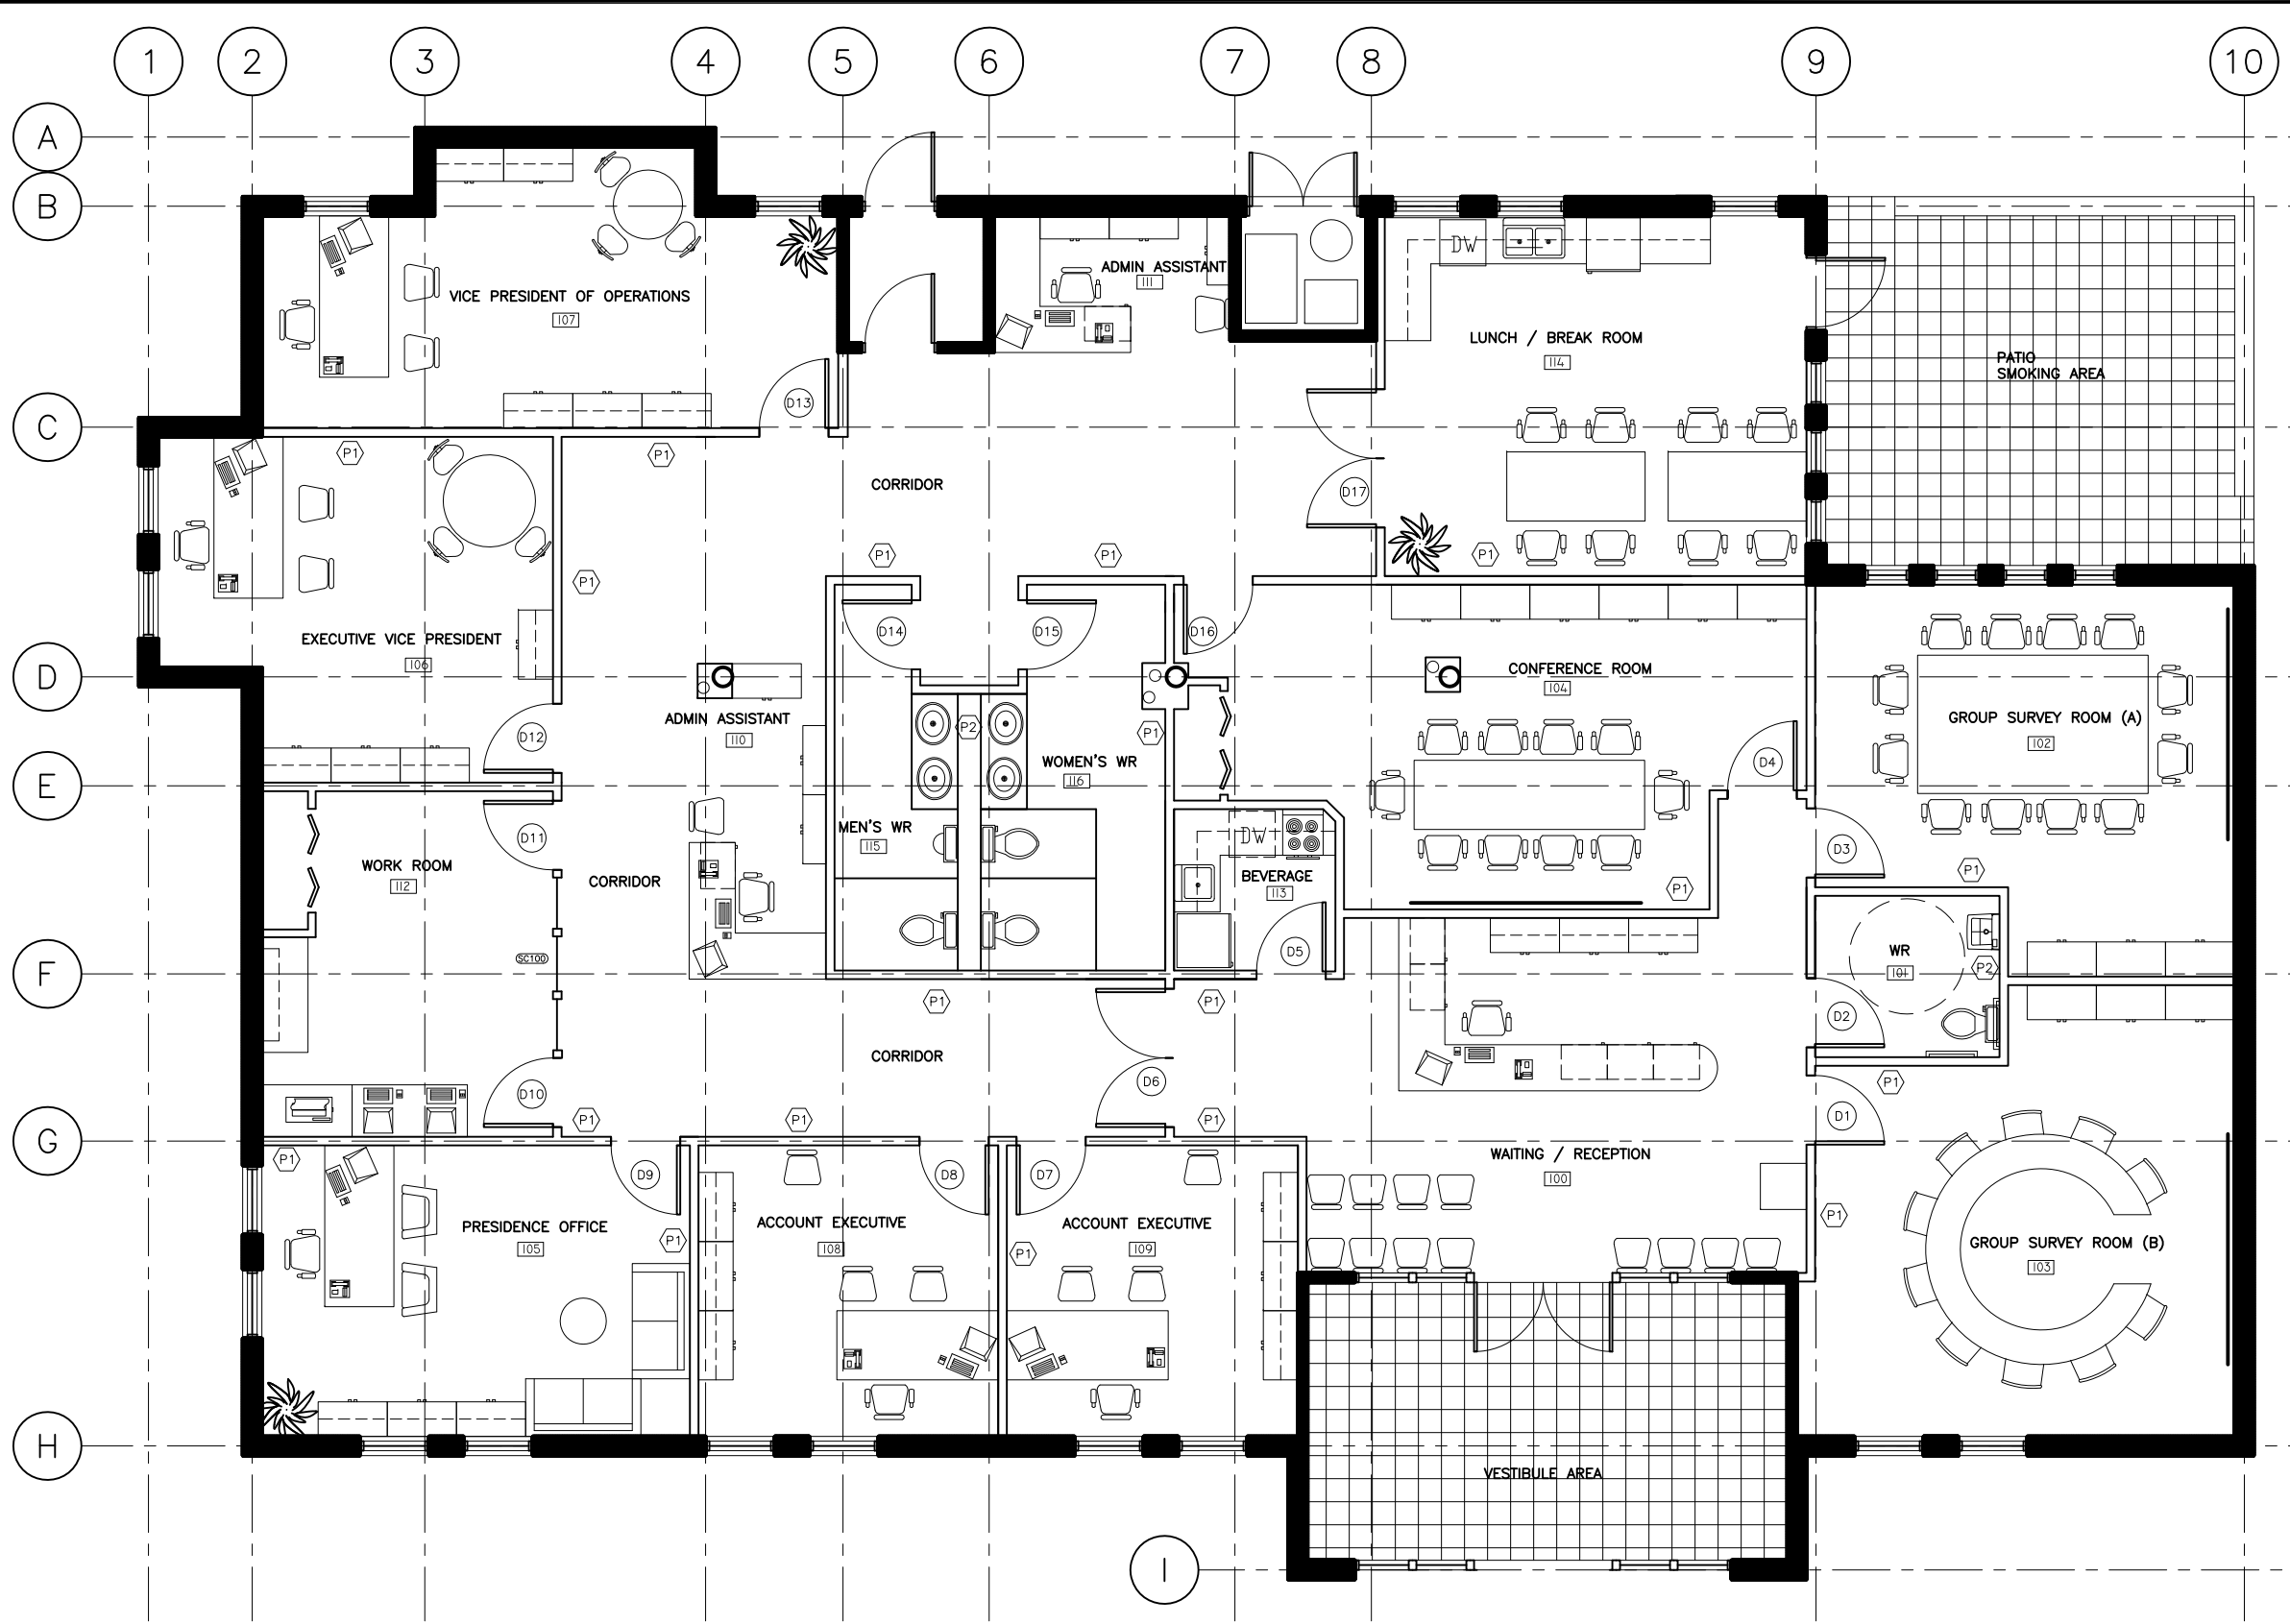 1 2 3 4 5 6 7 8 9 10
A
B
DW
ADMIN ASSISTANT
111
VICE PRESIDENT OF OPERATIONS
107
LUNCH / BREAK ROOM
114
PATIO
SMOKING AREA
D13
C
P1 P1
CORRIDOR
D17
P1 P1 P1
P1
D14 D15 D16
EXECUTIVE VICE PRESIDENT
106
D
CONFERENCE ROOM
104
ADMIN ASSISTANT
110
P2
P1
GROUP SURVEY ROOM (A)
102
D12
WOMEN'S WR
116
D4
E
MEN'S WR
115
D11
DW
D3
WORK ROOM
112
CORRIDOR
BEVERAGE
113
P1
P1
D5
WR
101
P2
SC100
F
P1 P1
D2
CORRIDOR
D6
P1
D10
P1 P1 P1
D1
G
P1
WAITING / RECEPTION
100
D9 D8 D7
PRESIDENCE OFFICE
105
P1
ACCOUNT EXECUTIVE
108
P1
ACCOUNT EXECUTIVE
109
P1
GROUP SURVEY ROOM (B)
103
H
VESTIBULE AREA
I